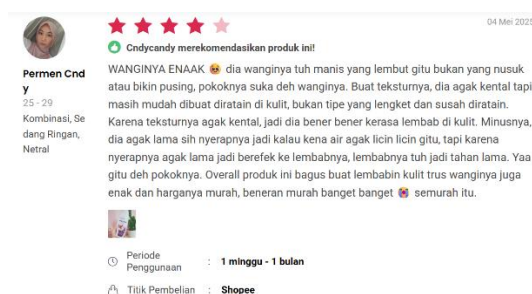 04 Mei 2025
Cndycandy merekomendasikan produk ini!
Permen Cnd
y
25 - 29
Kombinasi, Se
dang Ringan,
Netral
WANGINYA ENAAK 🥹 dia wanginya tuh manis yang lembut gitu bukan yang nusuk
atau bikin pusing, poknoknya suka deh wanginya. Buat teksturnya, dia agak kental tapi
masih mudah dibuat diratain di kulit, bukan tipe yang lengket dan susah diratain.
Karena teksturnya agak kental, jadi dia bener bener kerasa lembab di kulit. Minusnya,
dia agak lama sih nyerapnya jadi kalau kena air agak licin licin gitu, tapi karena
nyerapnya agak lama jadi berefek ke lembabnya, lembabnya tuh jadi tahan lama. Yaa
gitu deh pokoknya. Overall produk ini bagus buat lembabin kulit trus wanginya juga
enak dan harganya murah, beneran murah banget banget 😭 semurah itu.
Periode
Penggunaan : 1 minggu - 1 bulan
Titik Pembelian : Shopee